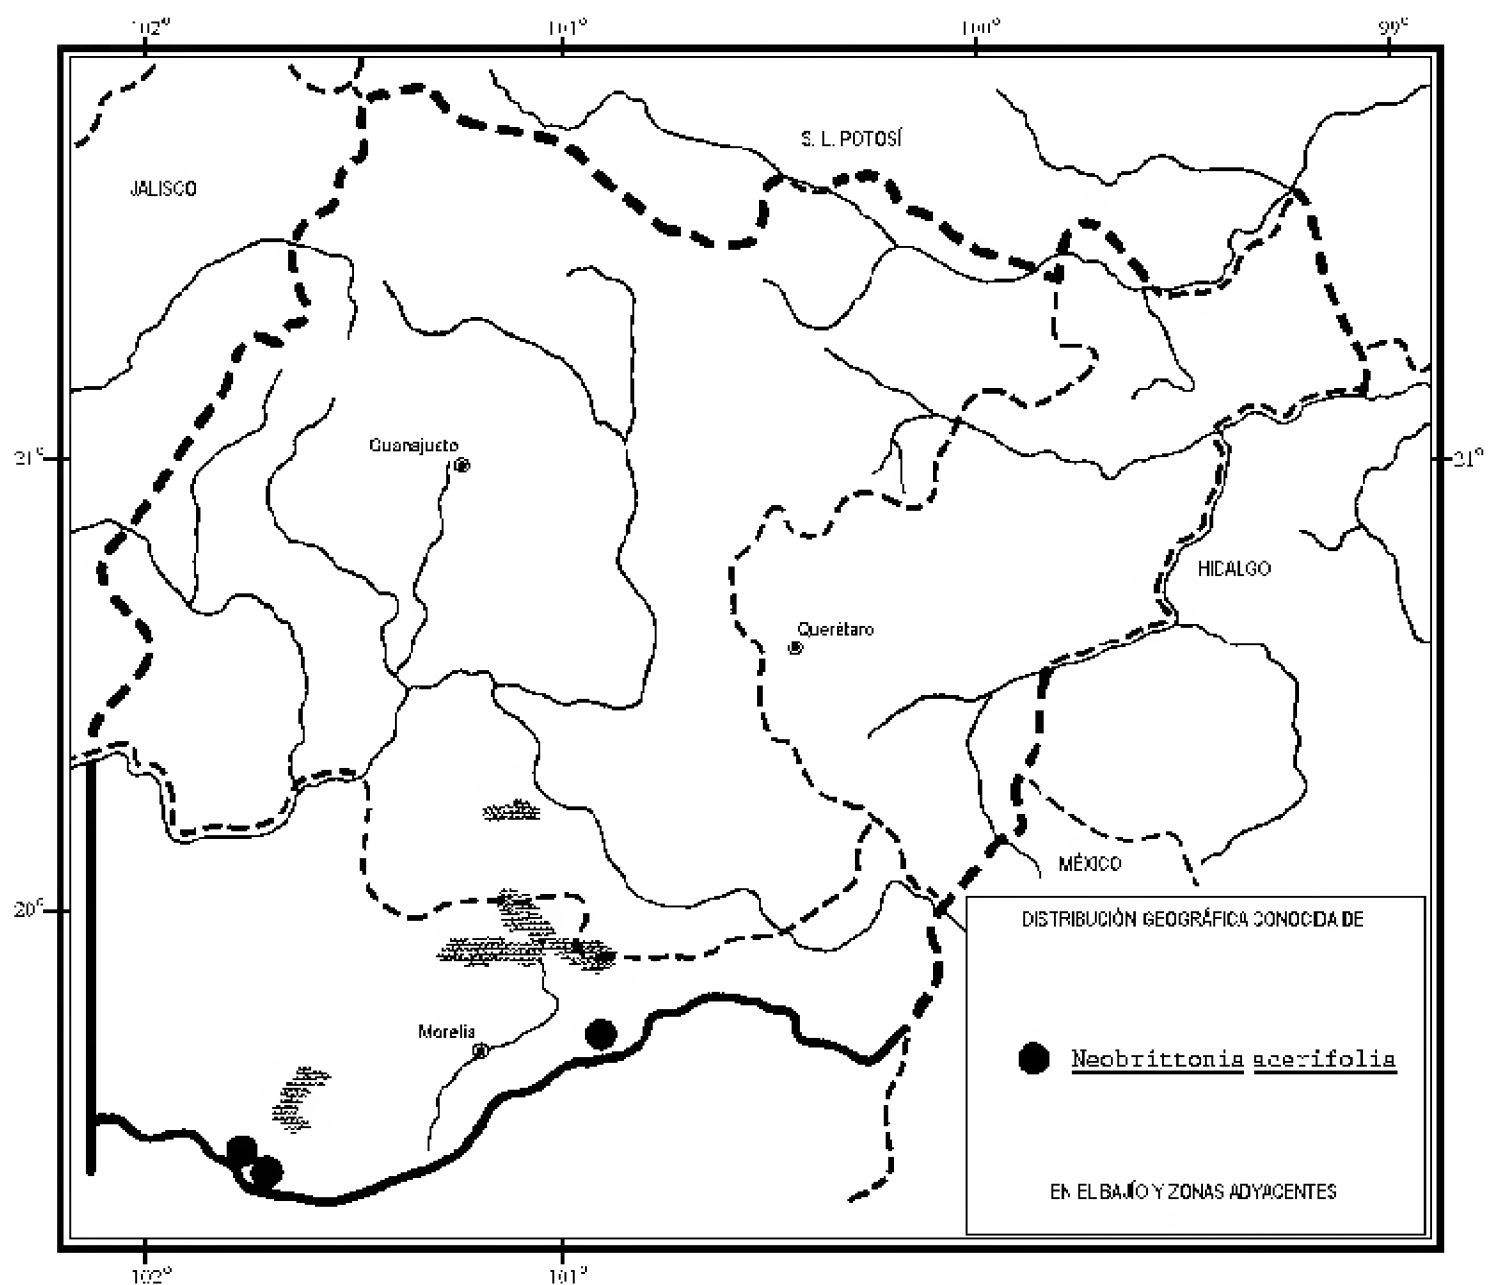 102° 101° 100° 99°
S. L. POTOSÍ
JALISCO
Guanajuato
21° 21°
HIDALGO
Querétaro
MÉXICO
20°
DISTRIBUCIÓN GEOGRÁFICA CONOCIDA DE
Morelia
Neobrittonia acerifolia
EN EL BAJÍO Y ZONAS ADYACENTES
102° 101°